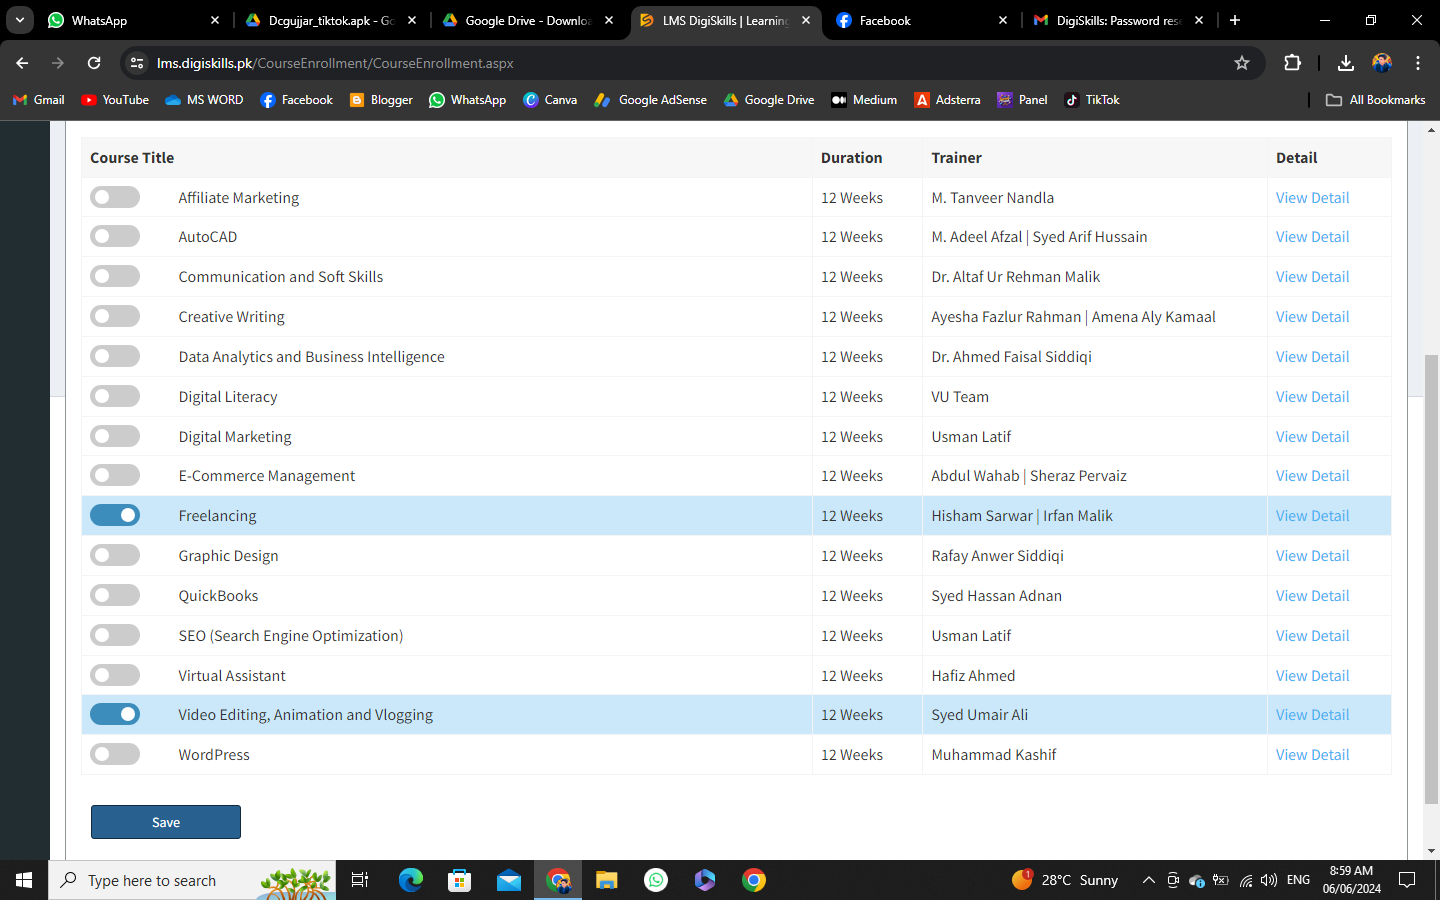 WhatsApp
Dcgujjar_tiktok.apk - Go
Google Drive - Downloa
LMS DigiSkills | Learning
Facebook
DigiSkills: Password res
lms.digiskills.pk/CourseEnrollment/CourseEnrollment.aspx
Gmail YouTube MS WORD Facebook Blogger WhatsApp Canva Google AdSense Google Drive Medium Adsterra Panel TikTok All Bookmarks
Course Title Duration Trainer Detail
Affiliate Marketing 12 Weeks M. Tanveer Nandla View Detail
AutoCAD 12 Weeks M. Adeel Afzal | Syed Arif Hussain View Detail
Communication and Soft Skills 12 Weeks Dr. Altaf Ur Rehman Malik View Detail
Creative Writing 12 Weeks Ayesha Fazlur Rahman | Amena Aly Kamaal View Detail
Data Analytics and Business Intelligence 12 Weeks Dr. Ahmed Faisal Siddiqi View Detail
Digital Literacy 12 Weeks VU Team View Detail
Digital Marketing 12 Weeks Usman Latif View Detail
E-Commerce Management 12 Weeks Abdul Wahab | Sheraz Pervaiz View Detail
Freelancing 12 Weeks Hisham Sarwar | Irfan Malik View Detail
Graphic Design 12 Weeks Rafay Anwer Siddiqi View Detail
QuickBooks 12 Weeks Syed Hassan Adnan View Detail
SEO (Search Engine Optimization) 12 Weeks Usman Latif View Detail
Virtual Assistant 12 Weeks Hafiz Ahmed View Detail
Video Editing, Animation and Vlogging 12 Weeks Syed Umair Ali View Detail
WordPress 12 Weeks Muhammad Kashif View Detail
Save
Type here to search
1
28°C Sunny
ENG
8:59 AM
06/06/2024